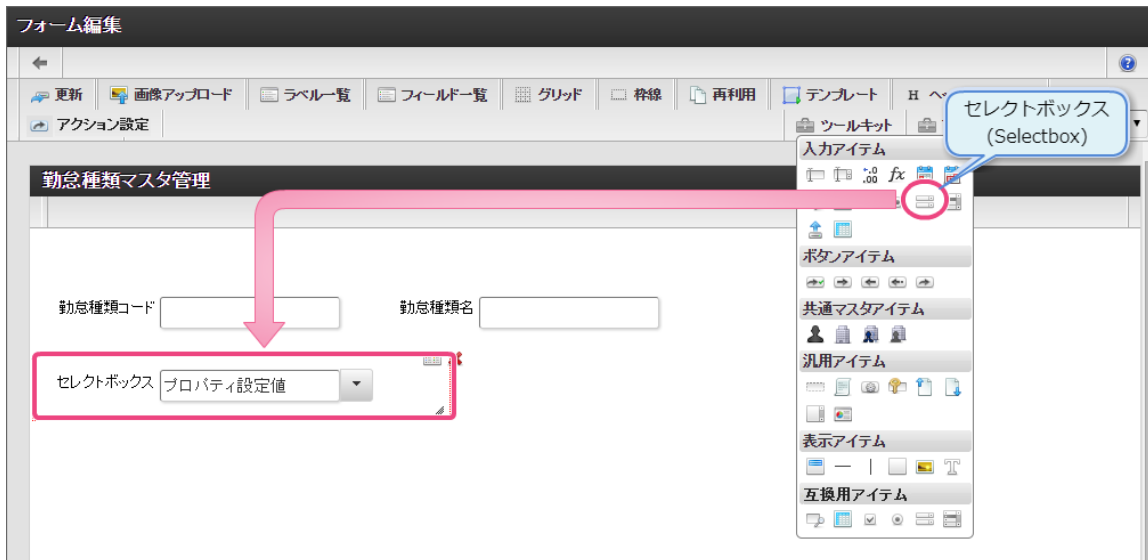 フォーム編集
更新 画像アップロード ラベル一覧 フィールド一覧 グリッド 枠線 再利用 テンプレート H
アクション設定 ツールキット
セレクトボックス
(Selectbox)
入力アイテム
勤怠種類マスタ管理
ボタンアイテム
勤怠種類コード 勤怠種類名
共通マスタアイテム
汎用アイテム
セレクトボックス プロパティ設定値
表示アイテム
互換用アイテム